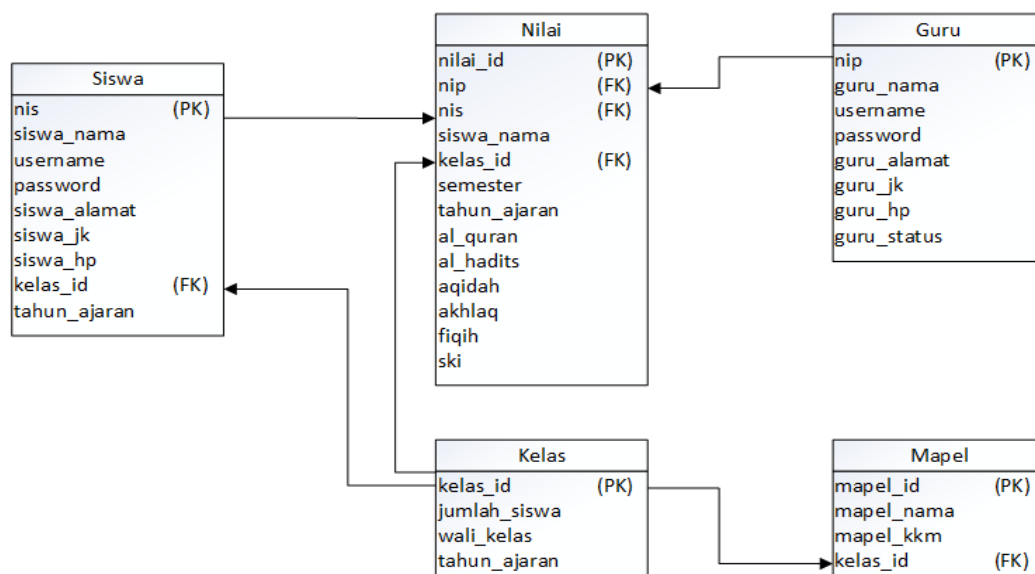 Siswa
nis (PK)
siswa_nama
username
password
siswa_alamat
siswa_jk
siswa_hp
kelas_id (FK)
tahun_ajaran
Nilai
nilai_id (PK)
nip (FK)
nis (FK)
siswa_nama
kelas_id (FK)
semester
tahun_ajaran
al_quran
al_hadits
aqidah
akhlaq
fiqih
ski
Guru
nip (PK)
guru_nama
username
password
guru_alamat
guru_jk
guru_hp
guru_status
Kelas
kelas_id (PK)
jumlah_siswa
wali_kelas
tahun_ajaran
Mapel
mapel_id (PK)
mapel_nama
mapel_kkm
kelas_id (FK)